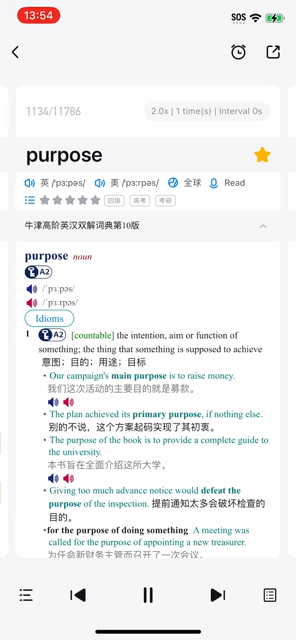 13:54
SOS
1134/11786
2.0x | 1 time(s) | Interval 0s
purpose
英 /'pɜːpəs/ 美 /'pɜːrpəs/ 全球 Read
四级 高考 考研
牛津高阶英汉双解词典第10版
purpose noun
A2
/ˈpɜːpəs/
/ˈpɜːrpəs/
Idioms
1 A2 [countable] the intention, aim or function of
something; the thing that something is supposed to achieve
意图；目的；用途；目标
• Our campaign's main purpose is to raise money.
我们这次活动的主要目的就是募款。
• The plan achieved its primary purpose, if nothing else.
别的不说，这个方案起码实现了其初衷。
• The purpose of the book is to provide a complete guide to
the university.
本书旨在全面介绍这所大学。
• Giving too much advance notice would defeat the
purpose of the inspection. 提前通知太多会破坏检查的
目的。
•for the purpose of doing something A meeting was
called for the purpose of appointing a new treasurer.
为任命新财务主管而召开了一次会议。